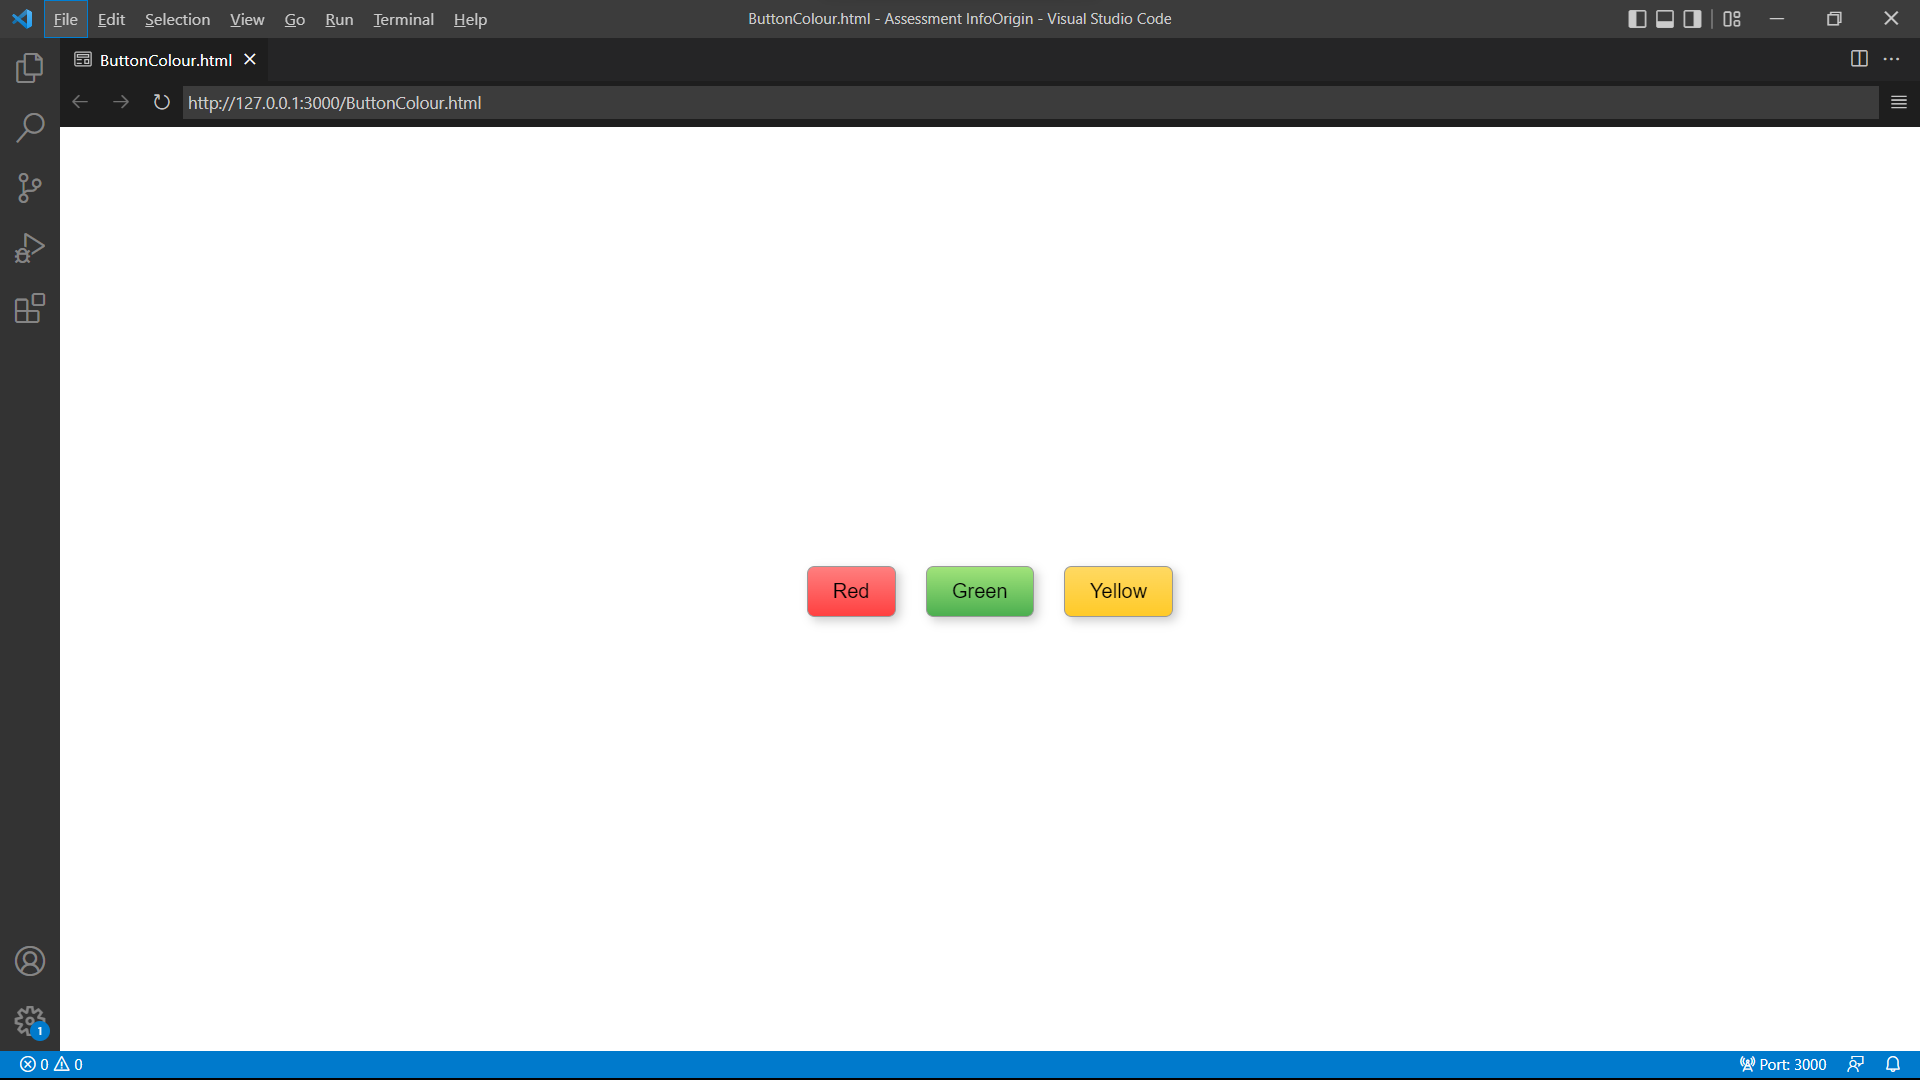 File Edit Selection View Go Run Terminal Help
ButtonColour.html - Assessment InfoOrigin - Visual Studio Code
ButtonColour.html
http://127.0.0.1:3000/ButtonColour.html
Red Green Yellow
1
0 0
Port: 3000